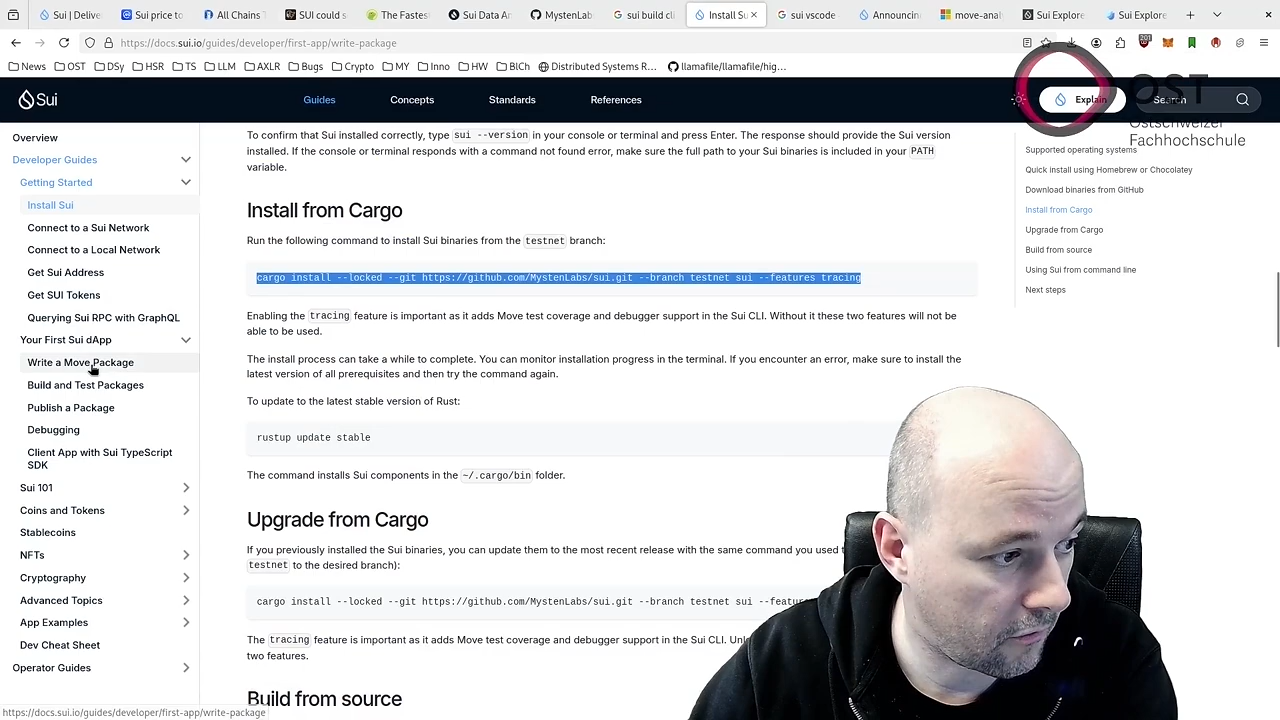 Sui | Delive
Sui price to
All Chains T
SUI could s
The Fastes
Sui Data A
MystenLab
sui build cli
Install Su
sui vscode
Announcin
move-anal
Sui Explore
Sui Explore
https://docs.sui.io/guides/developer/first-app/write-package
201
News
OST
DSy
HSR
TS
LLM
AXLR
Bugs
Crypto
MY
Inno
HW
BlCh
Distributed Systems R...
llamafile/llamafile/hig...
Sui
Guides
Concepts
Standards
References
Explain
Search
OST
Ostschweizer
Fachhochschule
Overview
Developer Guides
Getting Started
Install Sui
Connect to a Sui Network
Connect to a Local Network
Get Sui Address
Get SUI Tokens
Querying Sui RPC with GraphQL
Your First Sui dApp
Write a Move Package
Build and Test Packages
Publish a Package
Debugging
Client App with Sui TypeScript
SDK
Sui 101
Coins and Tokens
Stablecoins
NFTs
Cryptography
Advanced Topics
App Examples
Dev Cheat Sheet
Operator Guides
To confirm that Sui installed correctly, type sui --version in your console or terminal and press Enter. The response should provide the Sui version
installed. If the console or terminal responds with a command not found error, make sure the full path to your Sui binaries is included in your PATH
variable.
Install from Cargo
Run the following command to install Sui binaries from the testnet branch:
cargo install --locked --git https://github.com/MystenLabs/sui.git --branch testnet sui --features tracing
Enabling the tracing feature is important as it adds Move test coverage and debugger support in the Sui CLI. Without it these two features will not be
able to be used.
The install process can take a while to complete. You can monitor installation progress in the terminal. If you encounter an error, make sure to install the
latest version of all prerequisites and then try the command again.
To update to the latest stable version of Rust:
rustup update stable
The command installs Sui components in the ~/.cargo/bin folder.
Upgrade from Cargo
If you previously installed the Sui binaries, you can update them to the most recent release with the same command you used
testnet to the desired branch):
cargo install --locked --git https://github.com/MystenLabs/sui.git --branch testnet sui --featur
The tracing feature is important as it adds Move test coverage and debugger support in the Sui CLI.
two features.
Build from source
Supported operating systems
Quick install using Homebrew or Chocolatey
Download binaries from GitHub
Install from Cargo
Upgrade from Cargo
Build from source
Using Sui from command line
Next steps
https://docs.sui.io/guides/developer/first-app/write-package